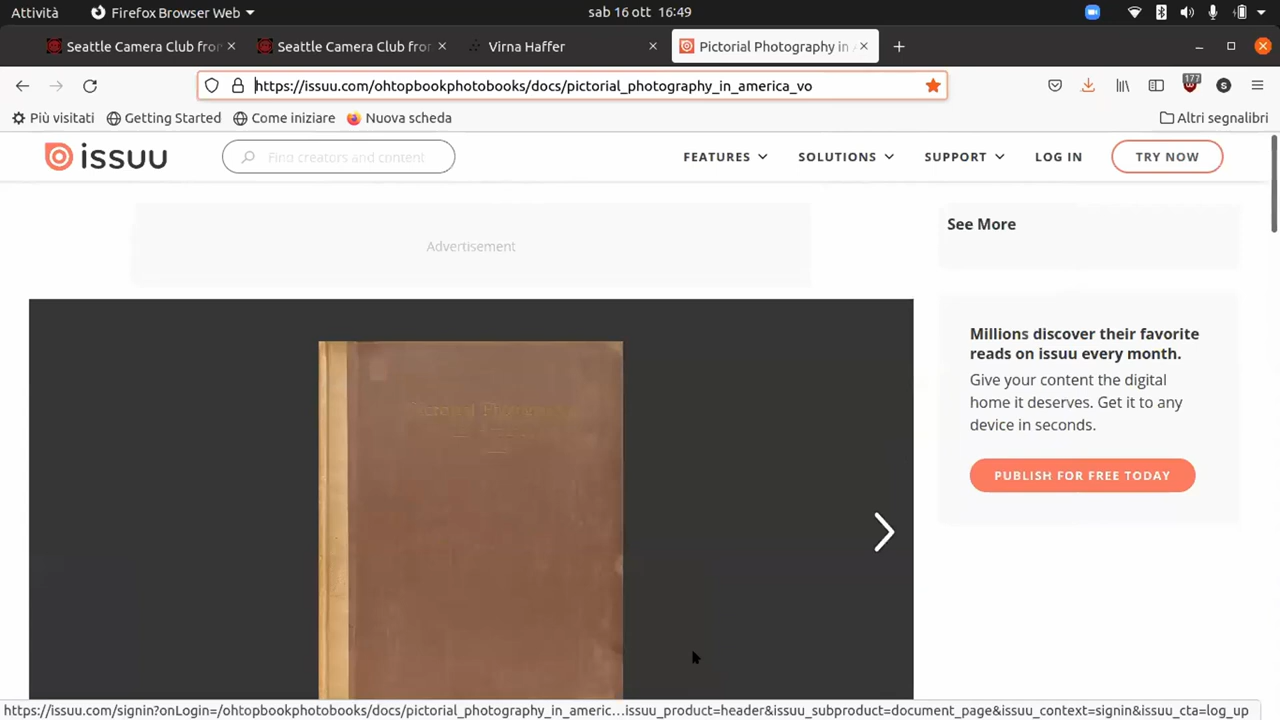 Attività
Firefox Browser Web
sab 16 ott 16:49
Seattle Camera Club fro
Seattle Camera Club fro
Virna Haffer
Pictorial Photography in
https://issuu.com/ohtopbookphotobooks/docs/pictorial_photography_in_america_vo
177
S
Più visitati
Getting Started
Come iniziare
Nuova scheda
Altri segnalibri
issuu
Find creators and content
FEATURES
SOLUTIONS
SUPPORT
LOG IN
TRY NOW
Advertisement
See More
Millions discover their favorite
reads on issuu every month.
Give your content the digital
home it deserves. Get it to any
device in seconds.
PUBLISH FOR FREE TODAY
Pictorial Photography
https://issuu.com/signin?onLogin=/ohtopbookphotobooks/docs/pictorial_photography_in_americ…issuu_product=header&issuu_subproduct=document_page&issuu_context=signin&issuu_cta=log_up